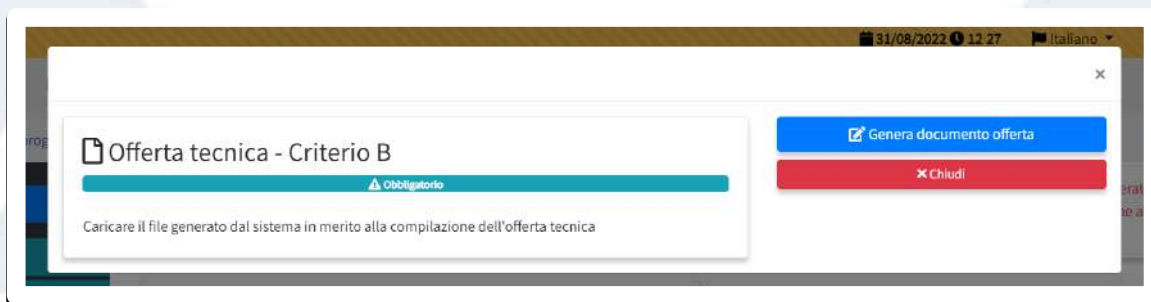 31/08/2022 12 27 Italiano
×
Offerta tecnica - Criterio B
Obbligatorio
Caricare il file generato dal sistema in merito alla compilazione dell'offerta tecnica
Genera documento offerta
Chiudi